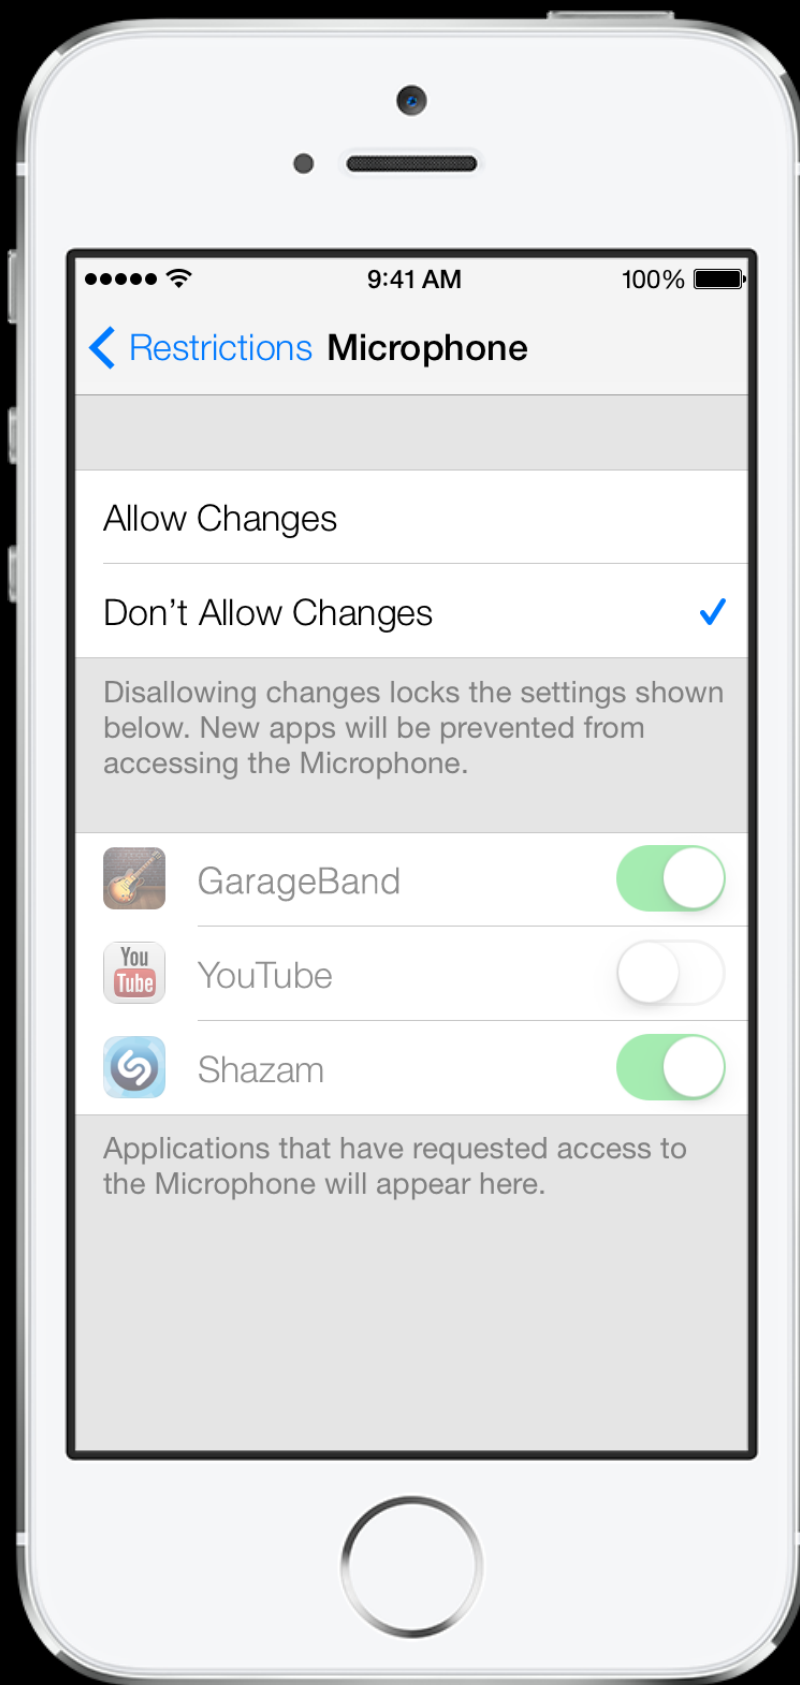 9:41 AM 100%
Restrictions Microphone
Allow Changes
Don't Allow Changes
Disallowing changes locks the settings shown
below. New apps will be prevented from
accessing the Microphone.
GarageBand
You
Tube
YouTube
Shazam
Applications that have requested access to
the Microphone will appear here.